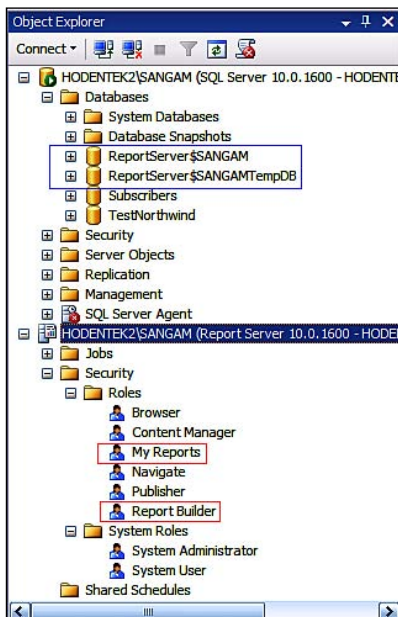 Object Explorer
Connect
HODENTEK2\SANGAM (SQL Server 10.0.1600 - HODENTE
Databases
System Databases
Database Snapshots
ReportServer$SANGAM
ReportServer$SANGAMTempDB
Subscribers
TestNorthwind
Security
Server Objects
Replication
Management
SQL Server Agent
HODENTEK2\SANGAM (Report Server 10.0.1600 - HODE
Jobs
Security
Roles
Browser
Content Manager
My Reports
Navigate
Publisher
Report Builder
System Roles
System Administrator
System User
Shared Schedules